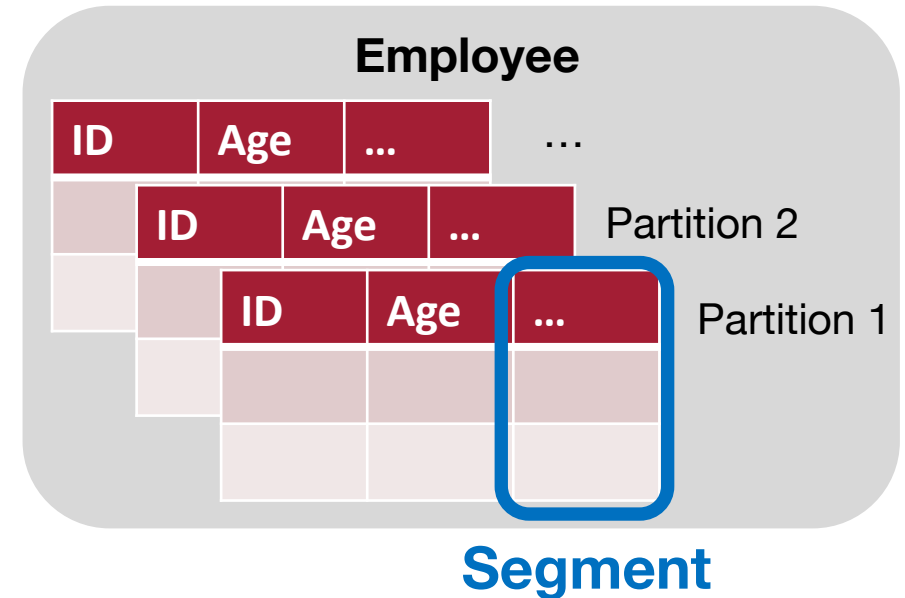 Employee
ID Age ... ...
ID Age ... Partition 2
ID Age ... Partition 1
Segment